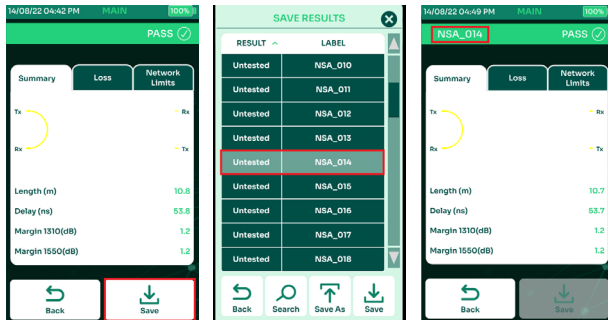 14/08/22 04:42 PM MAIN 100%
PASS
Summary Loss Network Limits
Tx Rx
Rx Tx
Length (m) 10.8
Delay (ns) 53.8
Margin 1310(dB) 1.2
Margin 1550(dB) 1.2
Back Save
SAVE RESULTS
RESULT LABEL
Untested NSA_010
Untested NSA_011
Untested NSA_012
Untested NSA_013
Untested NSA_014
Untested NSA_015
Untested NSA_016
Untested NSA_017
Untested NSA_018
Back Search Save As Save
14/08/22 04:49 PM MAIN 100%
NSA_014 PASS
Summary Loss Network Limits
Tx Rx
Rx Tx
Length (m) 10.7
Delay (ns) 53.7
Margin 1310(dB) 1.2
Margin 1550(dB) 1.2
Back Save